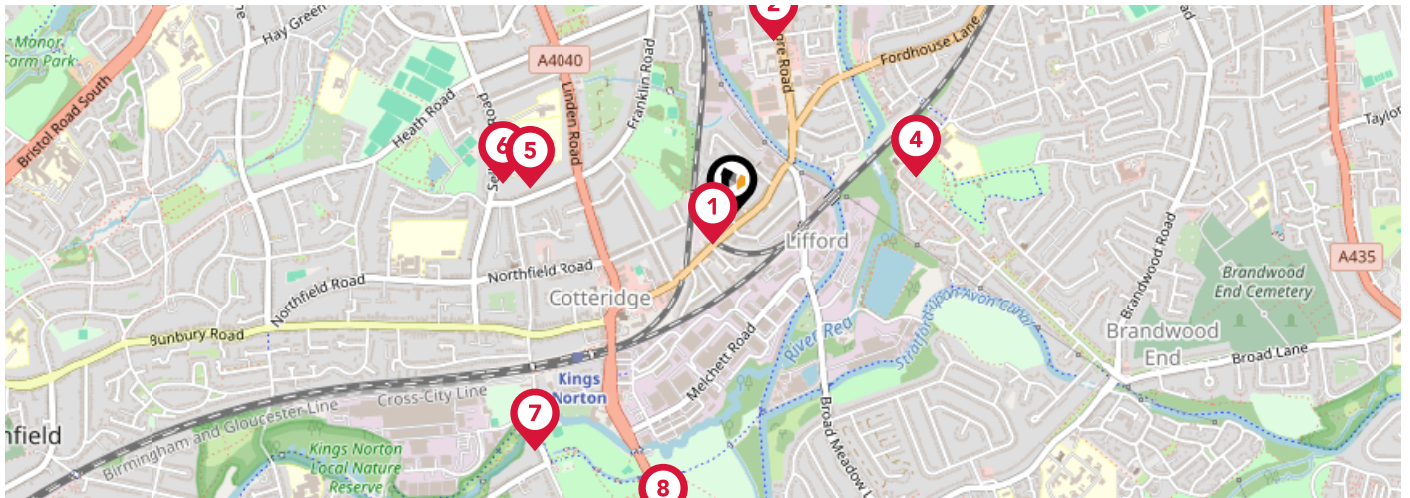 Hay Green
Manor
Farm Park
A4040
2
Fordhouse Lane
Franklin Road
Linden Road
Heath Road
Bristol Road South
Taylor
6
5
4
1
Lifford
Northfield Road
Northfield Road
Cotteridge
A435
Brandwood Road
Brandwood
End Cemetery
Stratford upon Avon Canal
River Rea
Bunbury Road
Brandwood
End
Broad Lane
Melchett Road
Kings
Norton
Cross-City Line
Birmingham and Gloucester Line
7
nfield
Kings Norton
Local Nature
Reserve
Broad Meadow L
8